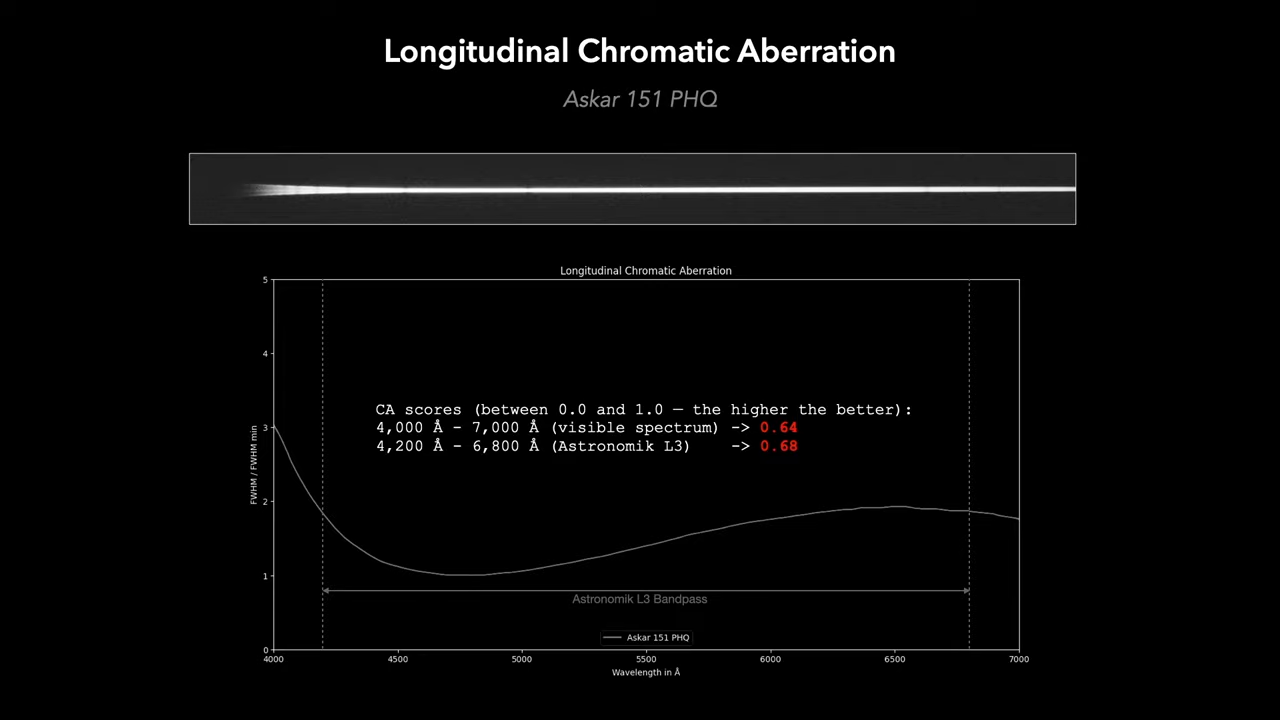 Longitudinal Chromatic Aberration
Askar 151 PHQ
Longitudinal Chromatic Aberration
5
4
3
2
1
0
FWHM / FWHM min
CA scores (between 0.0 and 1.0 — the higher the better):
4,000 Å - 7,000 Å (visible spectrum) -> 0.64
4,200 Å - 6,800 Å (Astronomik L3) -> 0.68
Astronomik L3 Bandpass
Askar 151 PHQ
4000 4500 5000 5500 6000 6500 7000
Wavelength in Å